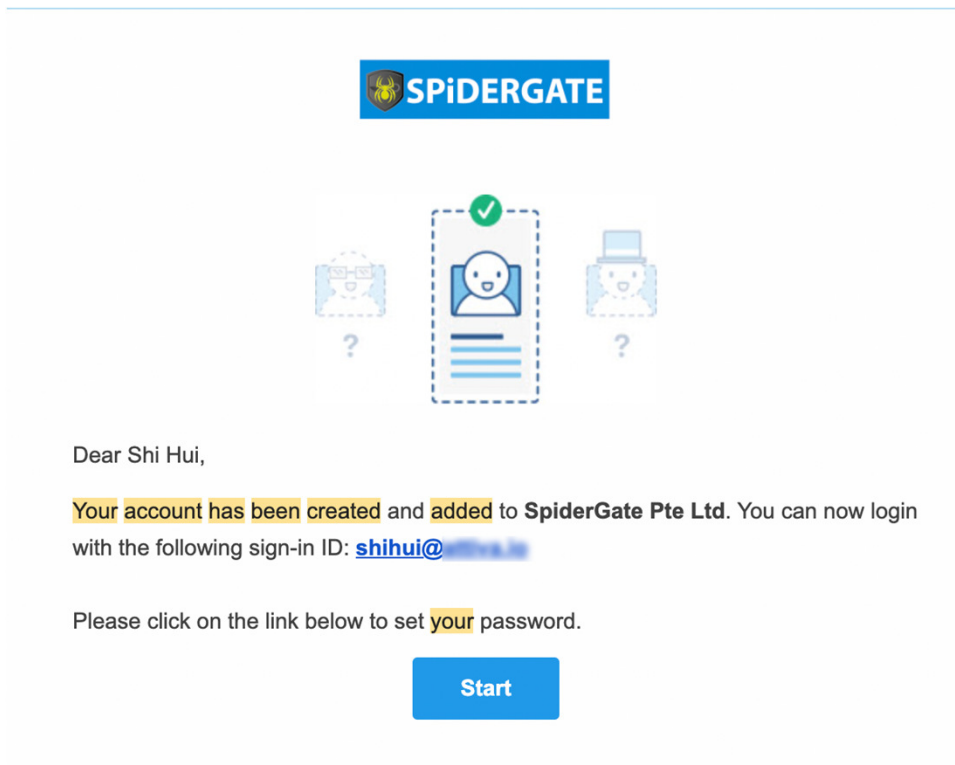 SPiDERGATE
? ?
Dear Shi Hui,
Your account has been created and added to SpiderGate Pte Ltd. You can now login
with the following sign-in ID: shihui@
Please click on the link below to set your password.
Start